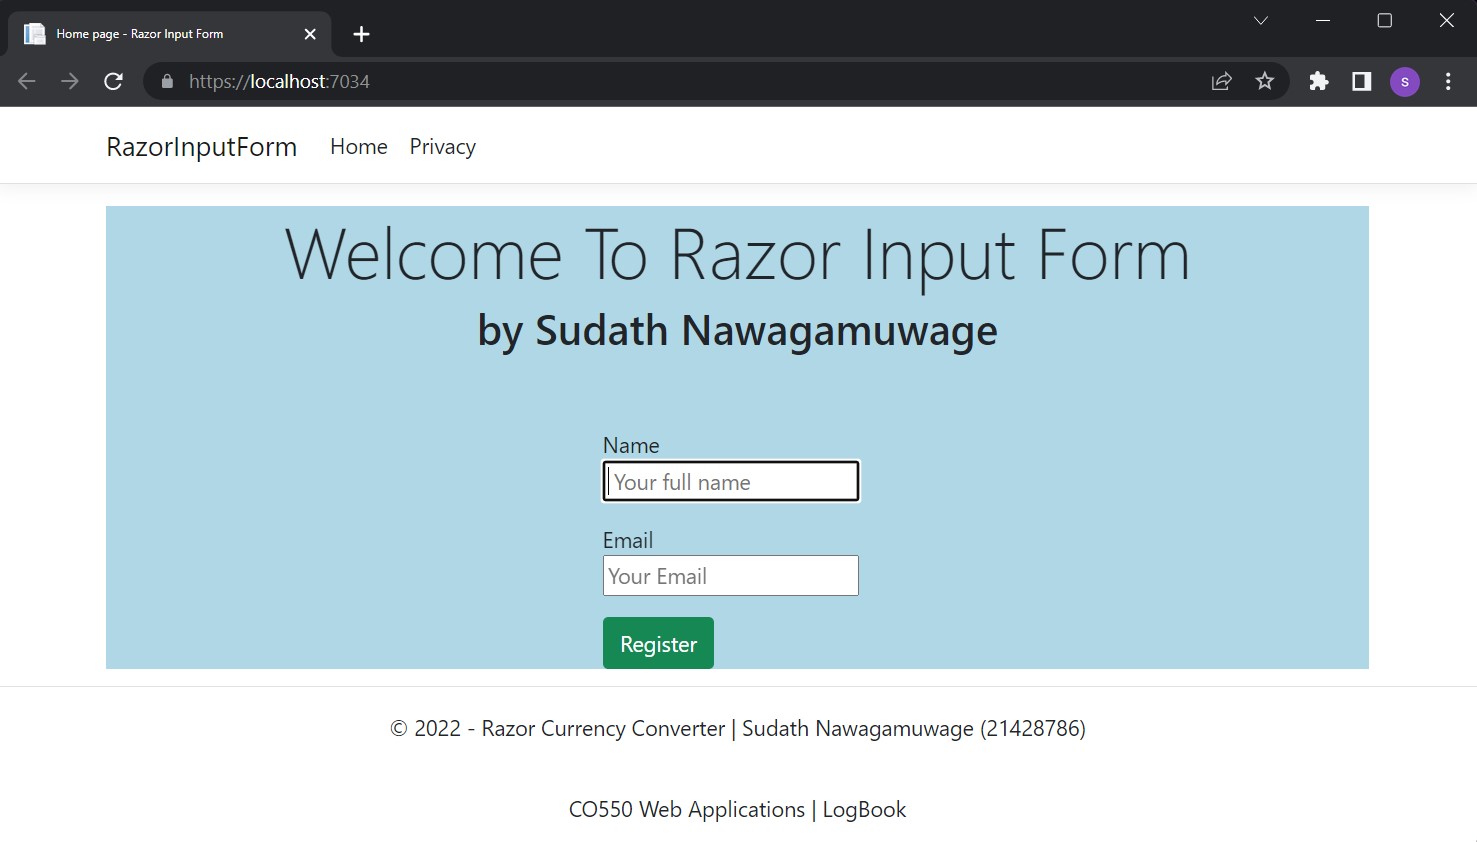 Home page - Razor Input Form
https://localhost:7034
s
RazorInputForm Home Privacy
Welcome To Razor Input Form
by Sudath Nawagamuwage
Name
Your full name
Email
Your Email
Register
© 2022 - Razor Currency Converter | Sudath Nawagamuwage (21428786)
CO550 Web Applications | LogBook